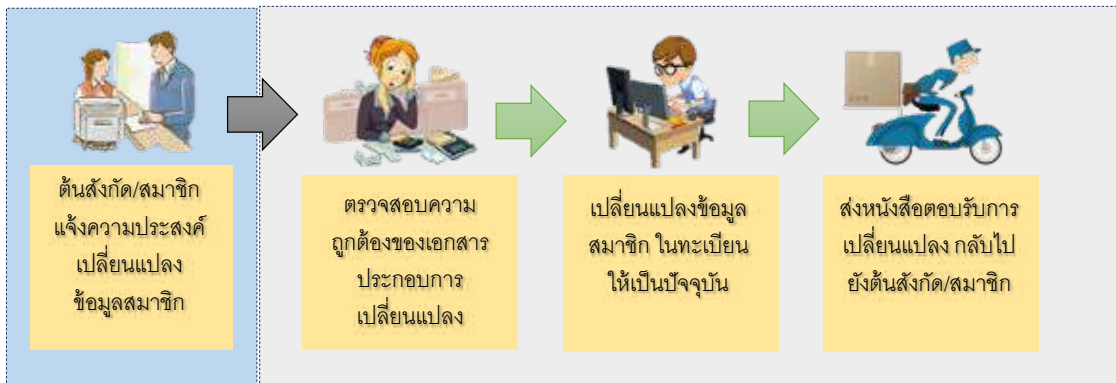 ต้นสังกัด/สมาชิก
แจ้งความประสงค์
เปลี่ยนแปลง
ข้อมูลสมาชิก
ตรวจสอบความ
ถูกต้องของเอกสาร
ประกอบการ
เปลี่ยนแปลง
เปลี่ยนแปลงข้อมูล
สมาชิก ในทะเบียน
ให้เป็นปัจจุบัน
ส่งหนังสือตอบรับการ
เปลี่ยนแปลง กลับไป
ยังต้นสังกัด/สมาชิก